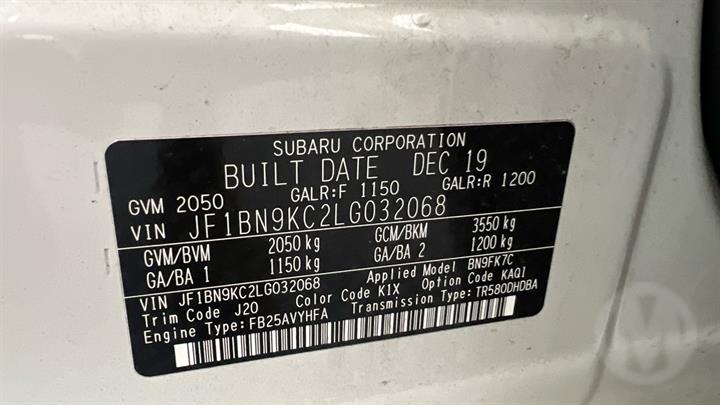 SUBARU CORPORATION
BUILT DATE DEC 19
GVM 2050 GALR:F 1150 GALR:R 1200
VIN JF1BN9KC2LG032068
GVM/BVM 2050 kg GCM/BKM 3550 kg
GA/BA 1 1150 kg GA/BA 2 1200 kg
VIN JF1BN9KC2LG032068 Applied Model BN9FK7C
Trim Code J20 Color Code K1X Option Code KAQI
Engine Type: FB25AVYHFA Transmission Type: TR580DHDBA